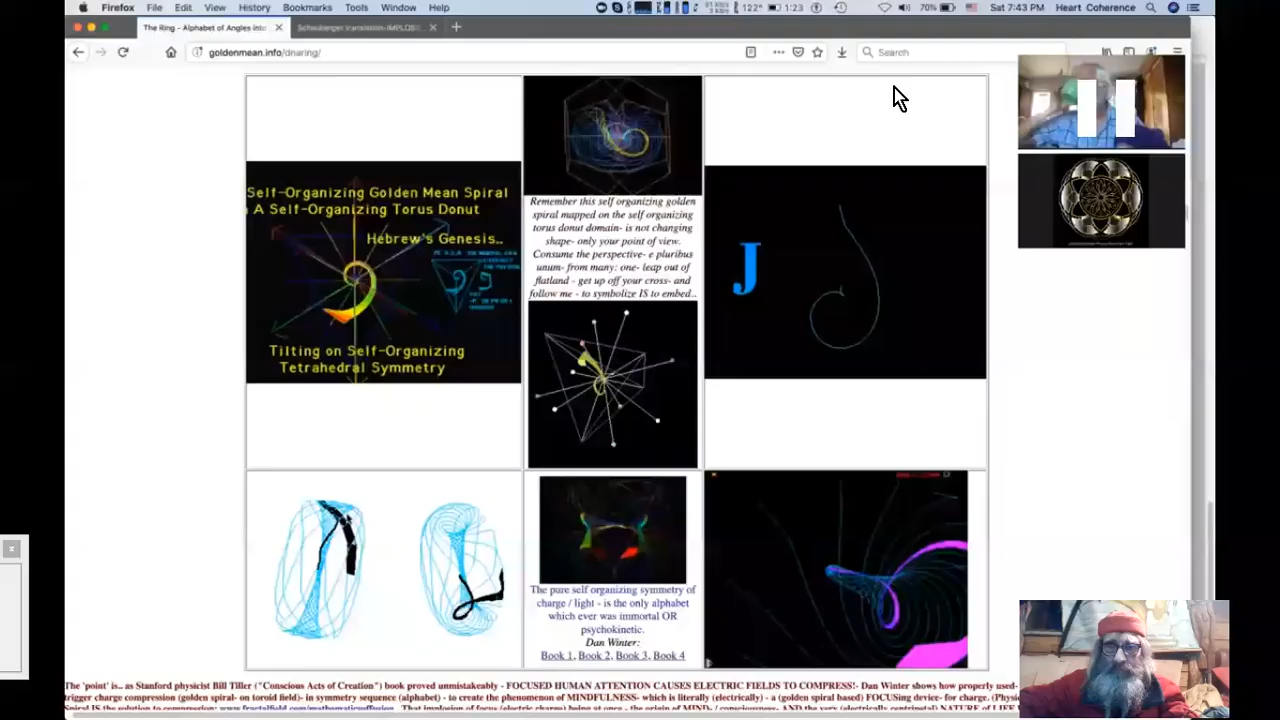 Firefox File Edit View History Bookmarks Tools Window Help
122° 1:23 70% Sat 7:43 PM Heart Coherence
The Ring - Alphabet of Angles into
goldenmean.info/dnaring/
Search
Self-Organizing Golden Mean Spiral
A Self-Organizing Torus Donut
Hebrew's Genesis..
Tilting on Self-Organizing
Tetrahedral Symmetry
Remember this self organizing golden
spiral mapped on the self organizing
torus donut domain- is not changing
shape- only your point of view.
Consume the perspective- e pluribus
unum- from many: one- leap out of
flatland - get up off your cross- and
follow me - to symbolize IS to embed..
J
The pure self organizing symmetry of
charge / light - is the only alphabet
which ever was immortal OR
psychokinetic.
Dan Winter:
Book 1, Book 2, Book 3, Book 4
The 'point' is.. as Stanford physicist Bill Tiller ("Conscious Acts of Creation") book proved unmistakeably - FOCUSED HUMAN ATTENTION CAUSES ELECTRIC FIELDS TO COMPRESS!- Dan Winter shows how properly used-
trigger charge compression (golden spiral- on toroid field)- in symmetry sequence (alphabet) - to create the phenomenon of MINDFULNESS- which is literally (electrically) - a (golden spiral based) FOCUSing device- for charge.